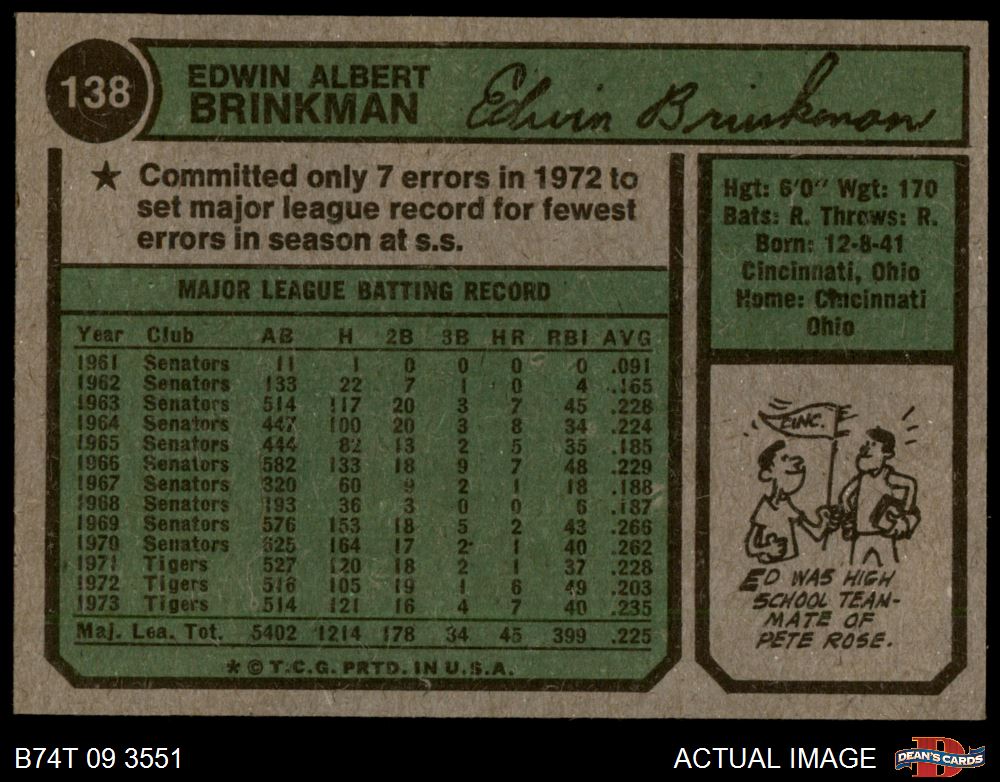 138
EDWIN ALBERT
BRINKMAN
Edwin Brinkman
★ Committed only 7 errors in 1972 to
set major league record for fewest
errors in season at s.s.
MAJOR LEAGUE BATTING RECORD
Year Club AB H 2B 3B HR RBI AVG
1961 Senators 11 1 0 0 0 0 .091
1962 Senators 133 22 7 1 0 4 .165
1963 Senators 514 117 20 3 7 45 .228
1964 Senators 447 100 20 3 8 34 .224
1965 Senators 444 82 13 2 5 35 .185
1966 Senators 582 133 18 9 7 48 .229
1967 Senators 320 60 9 2 1 18 .188
1968 Senators 193 36 3 0 0 6 .187
1969 Senators 576 153 18 5 2 43 .266
1970 Senators 625 164 17 2 1 40 .262
1971 Tigers 527 120 18 2 1 37 .228
1972 Tigers 516 105 19 1 6 49 .203
1973 Tigers 514 121 16 4 7 40 .235
Maj. Lea. Tot. 5402 1214 178 34 45 399 .225
* © T.C.G. PRTD. IN U.S.A.
Hgt: 6'0" Wgt: 170
Bats: R. Throws: R.
Born: 12-8-41
Cincinnati, Ohio
Home: Cincinnati
Ohio
CINC.
ED WAS HIGH
SCHOOL TEAM-
MATE OF
PETE ROSE.
B74T 09 3551
ACTUAL IMAGE
D
DEAN'S CARDS